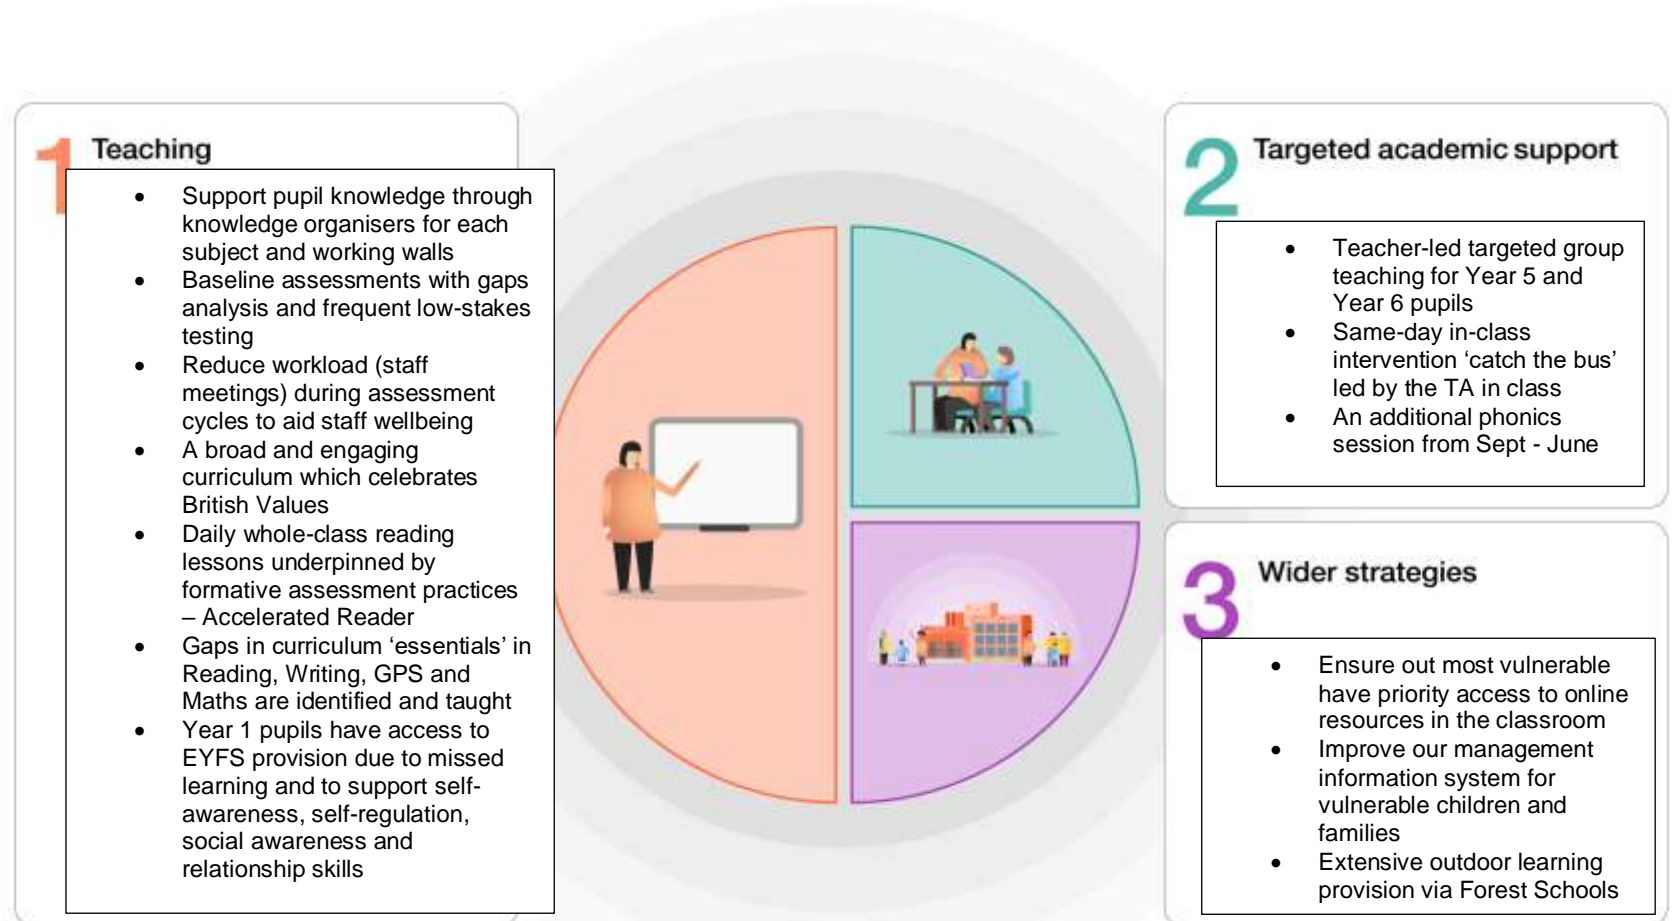 1 Teaching
• Support pupil knowledge through
knowledge organisers for each
subject and working walls
• Baseline assessments with gaps
analysis and frequent low-stakes
testing
• Reduce workload (staff
meetings) during assessment
cycles to aid staff wellbeing
• A broad and engaging
curriculum which celebrates
British Values
• Daily whole-class reading
lessons underpinned by
formative assessment practices
– Accelerated Reader
• Gaps in curriculum ‘essentials’ in
Reading, Writing, GPS and
Maths are identified and taught
• Year 1 pupils have access to
EYFS provision due to missed
learning and to support self-
awareness, self-regulation,
social awareness and
relationship skills
2 Targeted academic support
• Teacher-led targeted group
teaching for Year 5 and
Year 6 pupils
• Same-day in-class
intervention ‘catch the bus’
led by the TA in class
• An additional phonics
session from Sept - June
3 Wider strategies
• Ensure out most vulnerable
have priority access to online
resources in the classroom
• Improve our management
information system for
vulnerable children and
families
• Extensive outdoor learning
provision via Forest Schools